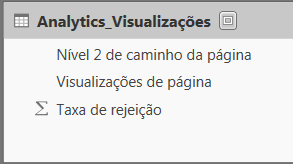 Analytics_Visualizações
Nível 2 de caminho da página
Visualizações de página
Taxa de rejeição